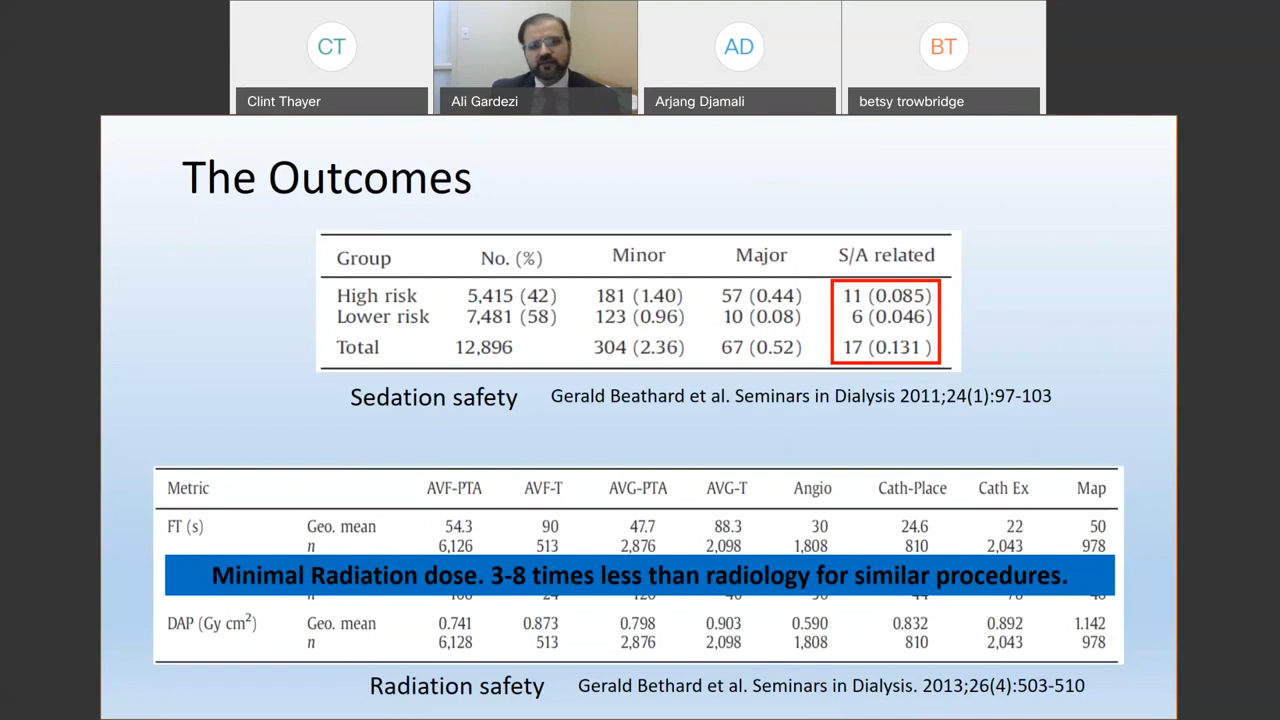 CT AD BT
Clint Thayer Ali Gardezi Arjang Djamali betsy trowbridge
The Outcomes
Group No. (%) Minor Major S/A related
High risk 5,415 (42) 181 (1.40) 57 (0.44) 11 (0.085)
Lower risk 7,481 (58) 123 (0.96) 10 (0.08) 6 (0.046)
Total 12,896 304 (2.36) 67 (0.52) 17 (0.131 )
Sedation safety Gerald Beathard et al. Seminars in Dialysis 2011;24(1):97-103
Metric AVF-PTA AVF-T AVG-PTA AVG-T Angio Cath-Place Cath Ex Map
FT (s) Geo. mean 54.3 90 47.7 88.3 30 24.6 22 50
n 6,126 513 2,876 2,098 1,808 810 2,043 978
Minimal Radiation dose. 3-8 times less than radiology for similar procedures.
DAP (Gy cm²) Geo. mean 0.741 0.873 0.798 0.903 0.590 0.832 0.892 1.142
n 6,128 513 2,876 2,098 1,808 810 2,043 978
Radiation safety Gerald Bethard et al. Seminars in Dialysis. 2013;26(4):503-510